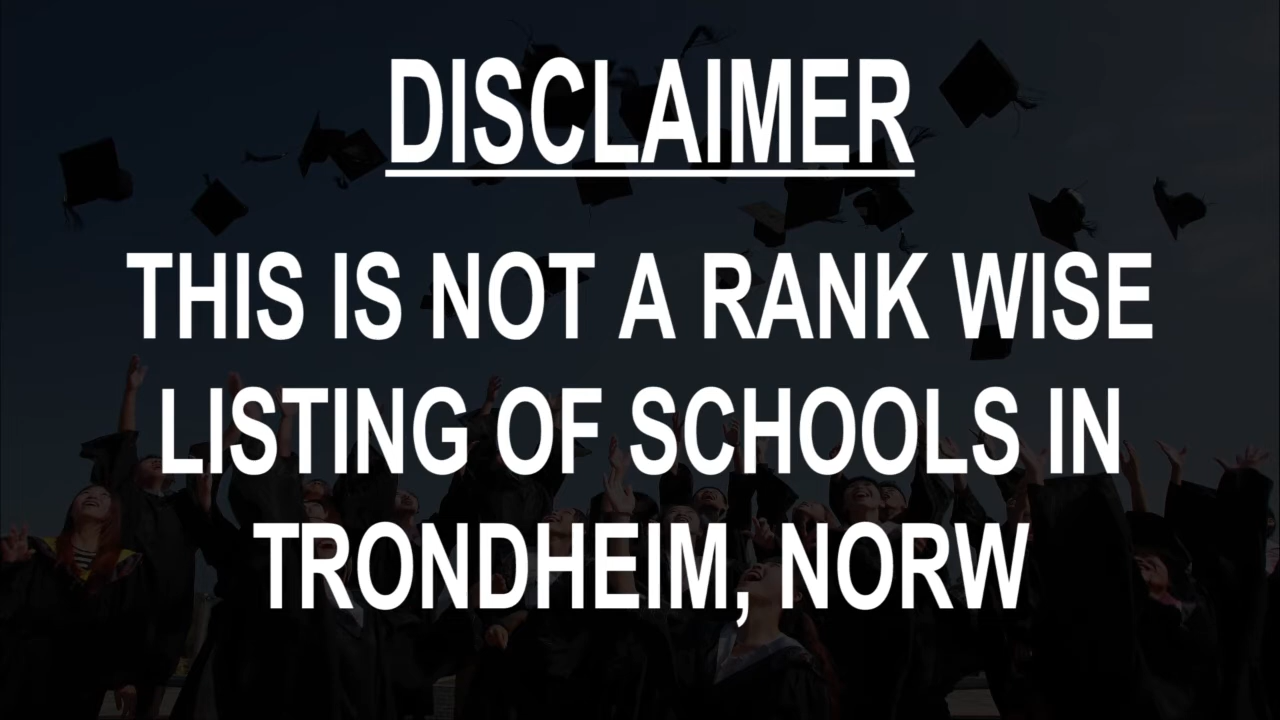 DISCLAIMER
THIS IS NOT A RANK WISE
LISTING OF SCHOOLS IN
TRONDHEIM, NORW